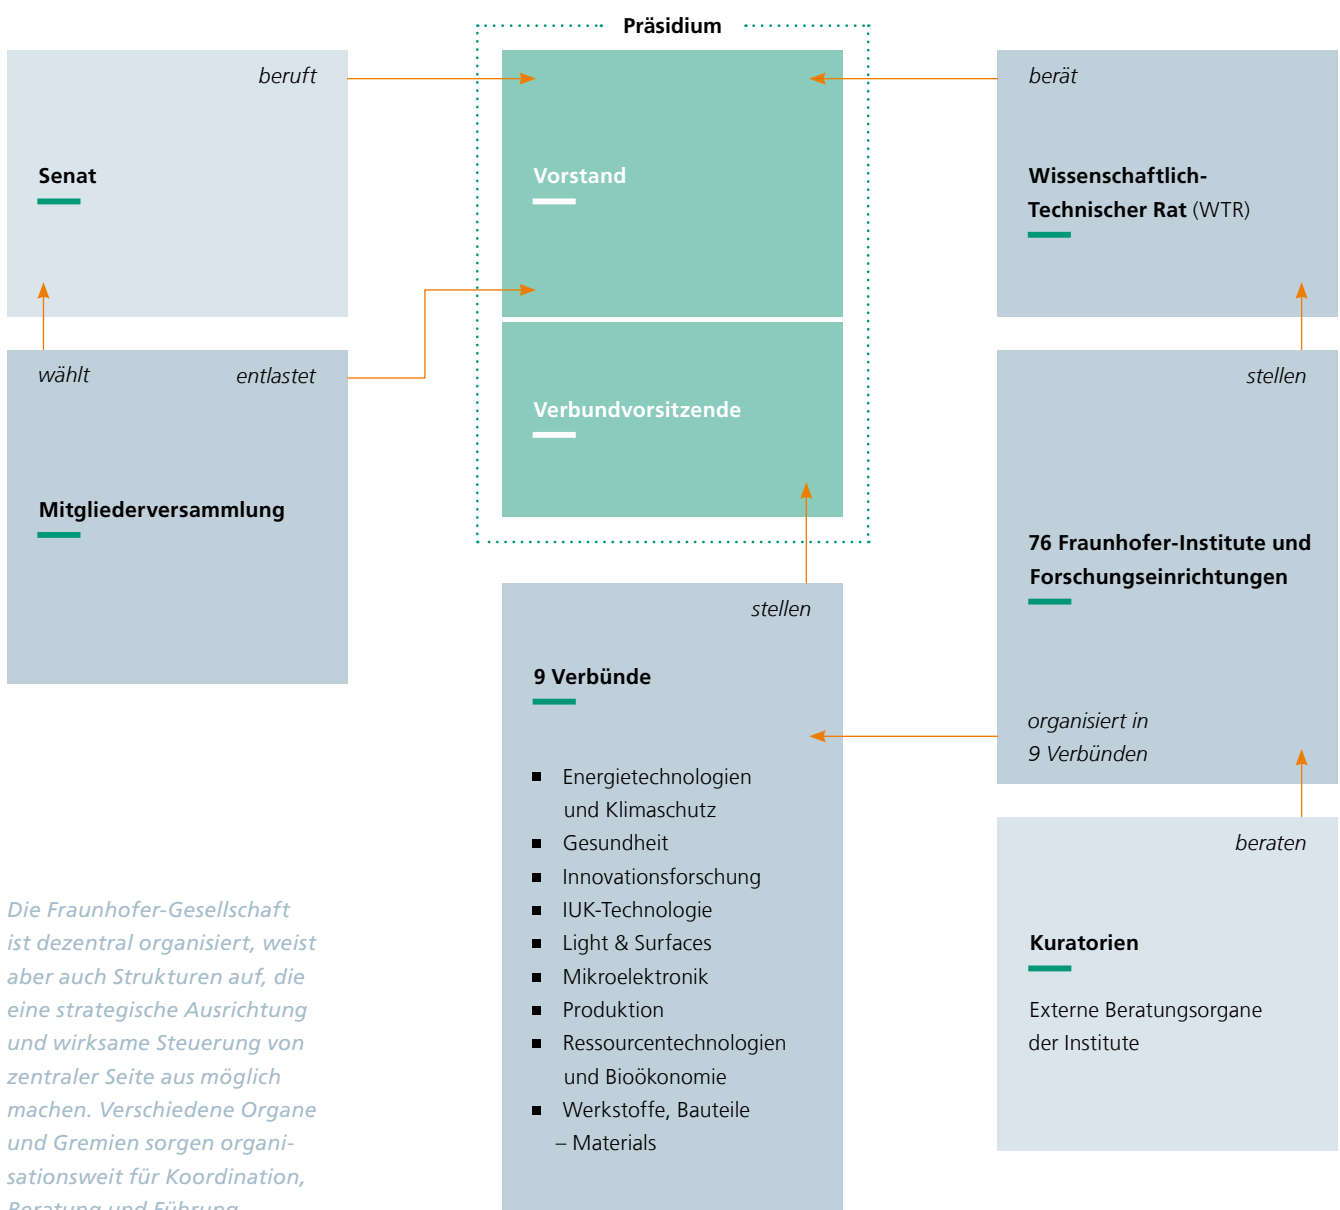 Präsidium
beruft
Senat
Vorstand
berät
Wissenschaftlich-
Technischer Rat (WTR)
wählt
entlastet
Mitgliederversammlung
Verbundvorsitzende
stellen
76 Fraunhofer-Institute und
Forschungseinrichtungen
organisiert in
9 Verbünden
stellen
9 Verbünde
■ Energietechnologien
und Klimaschutz
■ Gesundheit
■ Innovationsforschung
■ IUK-Technologie
■ Light & Surfaces
■ Mikroelektronik
■ Produktion
■ Ressourcentechnologien
und Bioökonomie
■ Werkstoffe, Bauteile
– Materials
beraten
Kuratorien
Externe Beratungsorgane
der Institute
Die Fraunhofer-Gesellschaft
ist dezentral organisiert, weist
aber auch Strukturen auf, die
eine strategische Ausrichtung
und wirksame Steuerung von
zentraler Seite aus möglich
machen. Verschiedene Organe
und Gremien sorgen organi-
sationsweit für Koordination,
Beratung und Führung